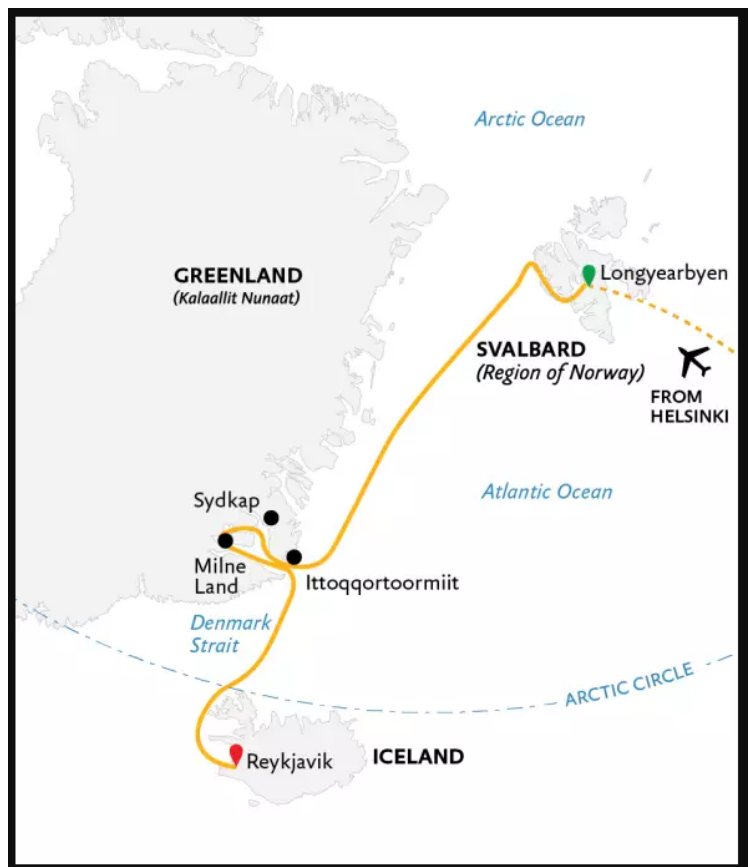 Arctic Ocean
GREENLAND
(Kalaallit Nunaat)
Longyearbyen
SVALBARD
(Region of Norway)
FROM
HELSINKI
Sydkap
Atlantic Ocean
Milne
Land
Ittoqqortoormiit
Denmark
Strait
ARCTIC CIRCLE
Reykjavik
ICELAND